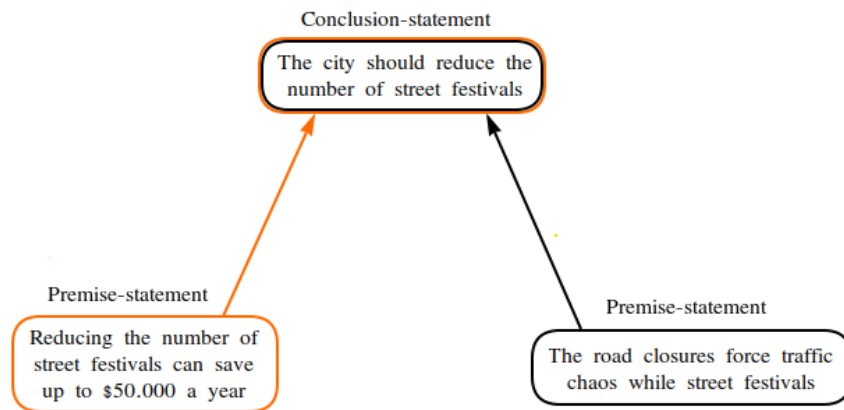 Conclusion-statement
The city should reduce the
number of street festivals
Premise-statement
Reducing the number of
street festivals can save
up to $50.000 a year
Premise-statement
The road closures force traffic
chaos while street festivals